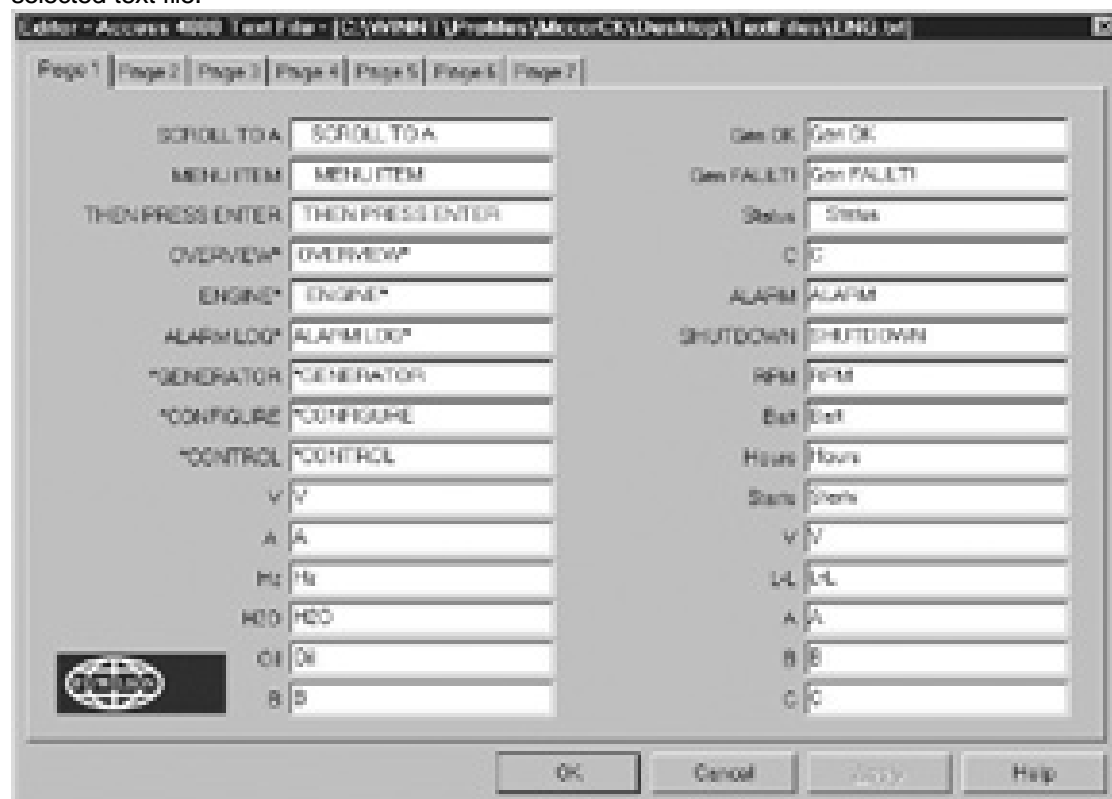 selected text file.
Editor - Access 4000 Text File - [C:\WINNT\Profiles\MccorCX\Desktop\TextFiles\ENG.txt]
Page 1 Page 2 Page 3 Page 4 Page 5 Page 6 Page 7
SCROLL TO A SCROLL TO A
MENU ITEM MENU ITEM
THEN PRESS ENTER THEN PRESS ENTER
OVERVIEW* OVERVIEW*
ENGINE* ENGINE*
ALARM LOG* ALARM LOG*
*GENERATOR *GENERATOR
*CONFIGURE *CONFIGURE
*CONTROL *CONTROL
V V
A A
Hz Hz
H2O H2O
Oil Oil
B B
Gen OK Gen OK
Gen FAULT! Gen FAULT!
Status Status
C C
ALARM ALARM
SHUTDOWN SHUTDOWN
RPM RPM
Batt Batt
Hours Hours
Starts Starts
V V
L-L L-L
A A
B B
C C
OK Cancel Apply Help